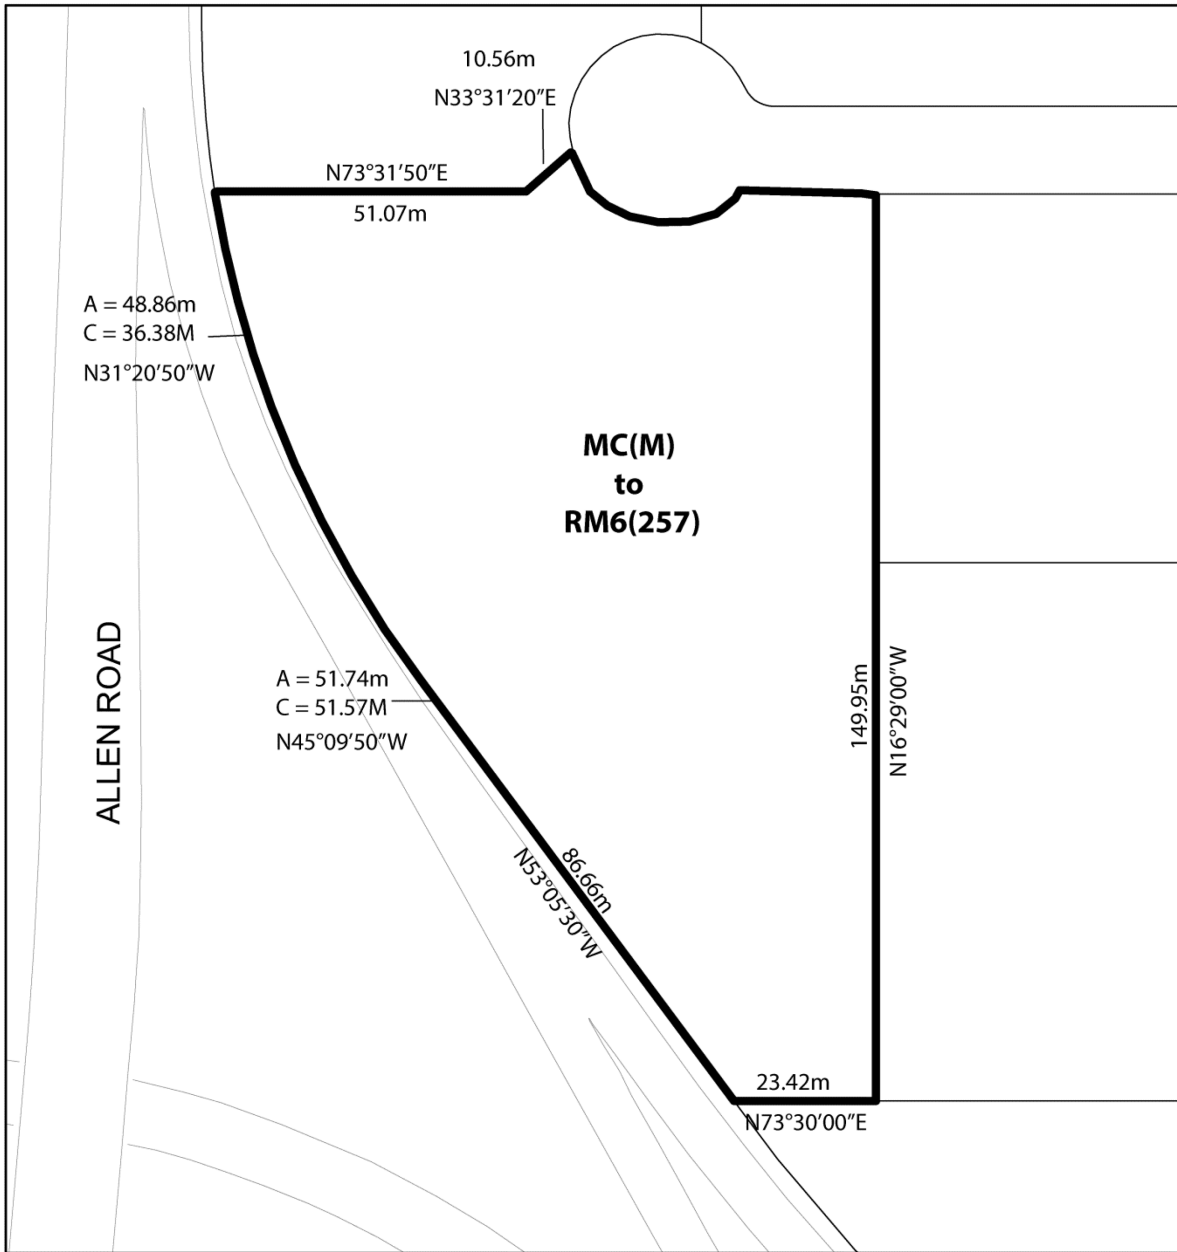 10.56m
N33°31'20"E
N73°31'50"E
51.07m
A = 48.86m
C = 36.38M
N31°20'50"W
MC(M)
to
RM6(257)
ALLEN ROAD
A = 51.74m
C = 51.57M
N45°09'50"W
149.95m
N16°29'00"W
86.66m
N53°05'30"W
23.42m
N73°30'00"E